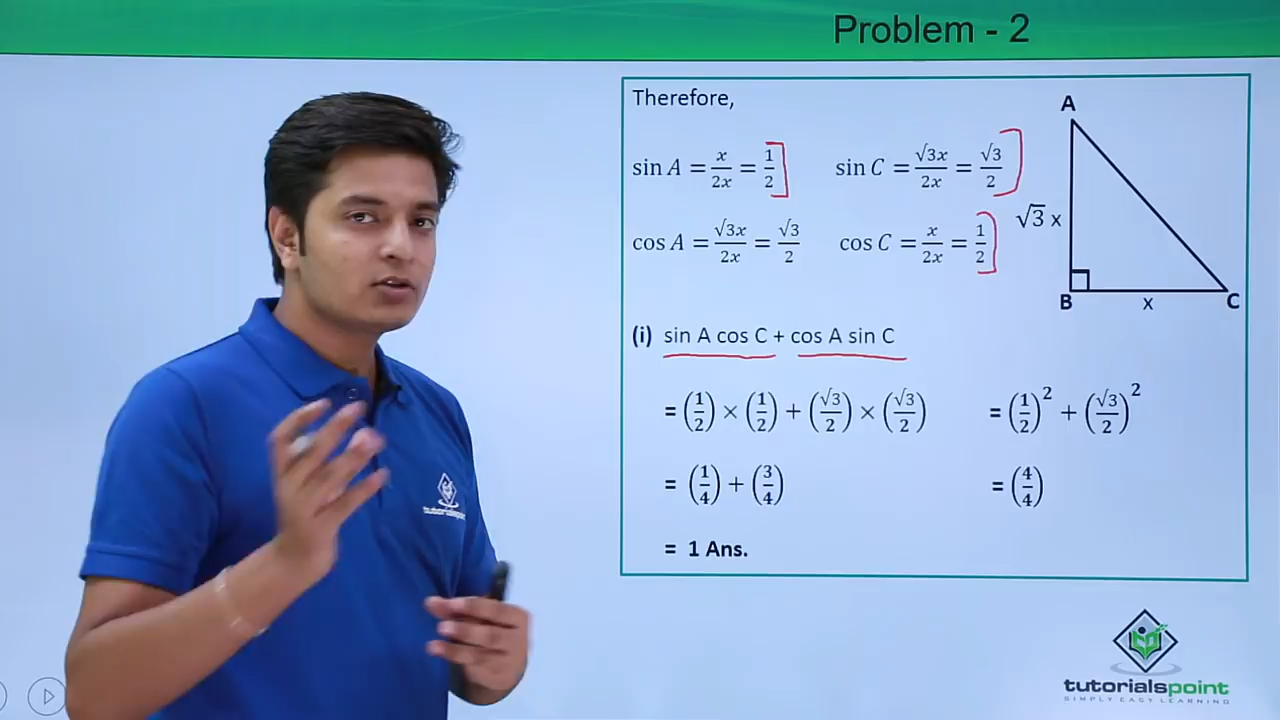 Problem - 2
Therefore,
sin A = x/2x = 1/2 sin C = √3x/2x = √3/2
cos A = √3x/2x = √3/2 cos C = x/2x = 1/2
A
√3 x
B x C
(i) sin A cos C + cos A sin C
= (1/2) × (1/2) + (√3/2) × (√3/2) = (1/2)² + (√3/2)²
= (1/4) + (3/4) = (4/4)
= 1 Ans.
tutorialspoint
tutorialspoint
SIMPLY EASY LEARNING